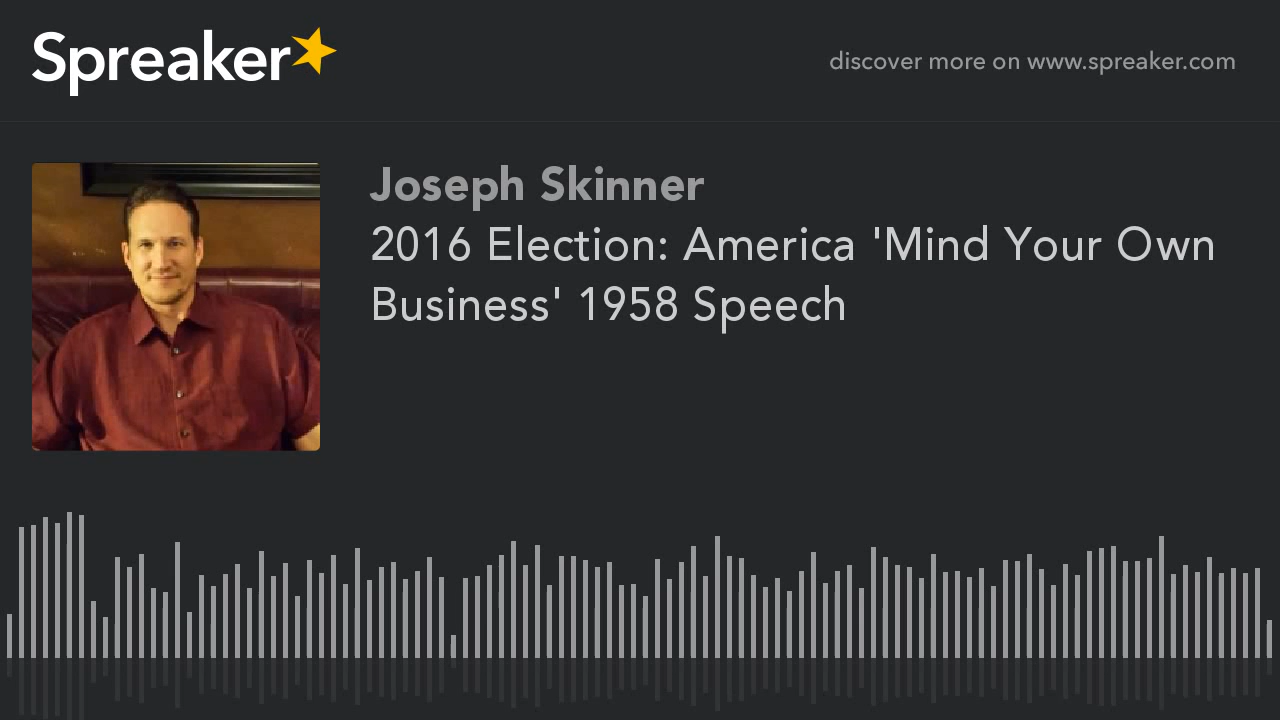 Spreaker
discover more on www.spreaker.com
Joseph Skinner
2016 Election: America 'Mind Your Own
Business' 1958 Speech